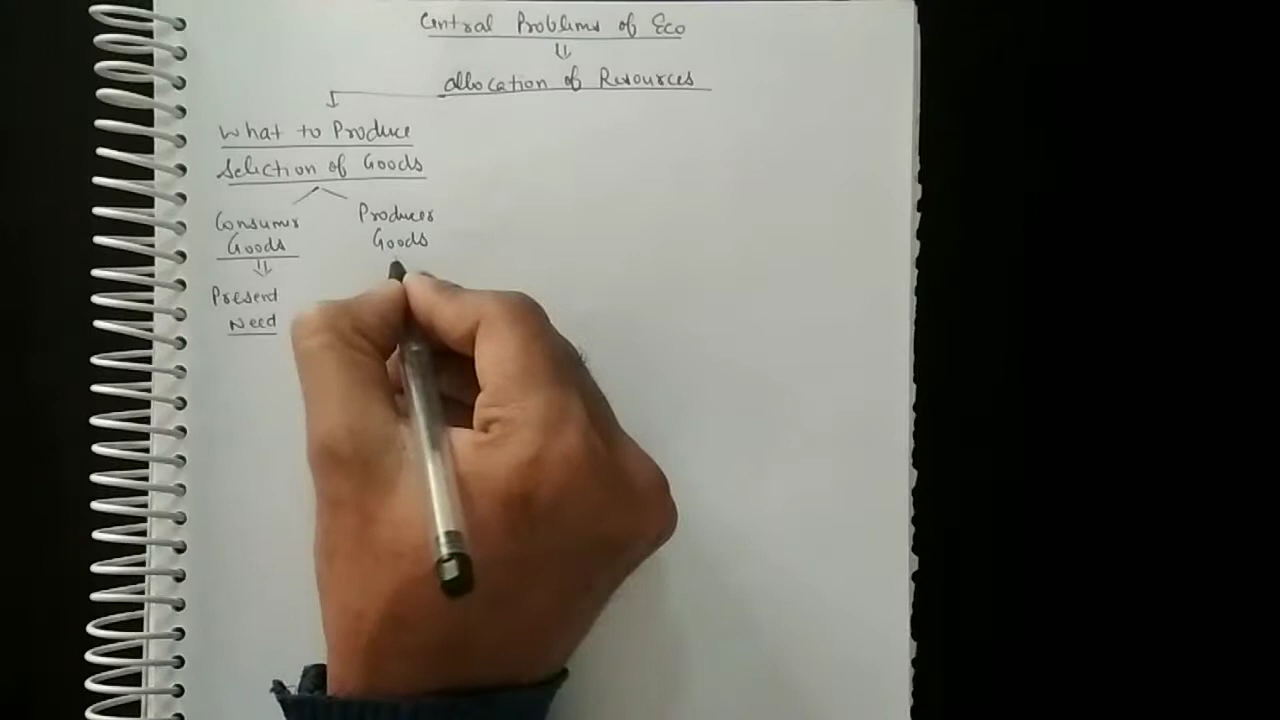 Central Problems of Eco
⇓
allocation of Resources
What to Produce
Selection of Goods
Consumer
Goods
Producer
Goods
⇓
Present
Need